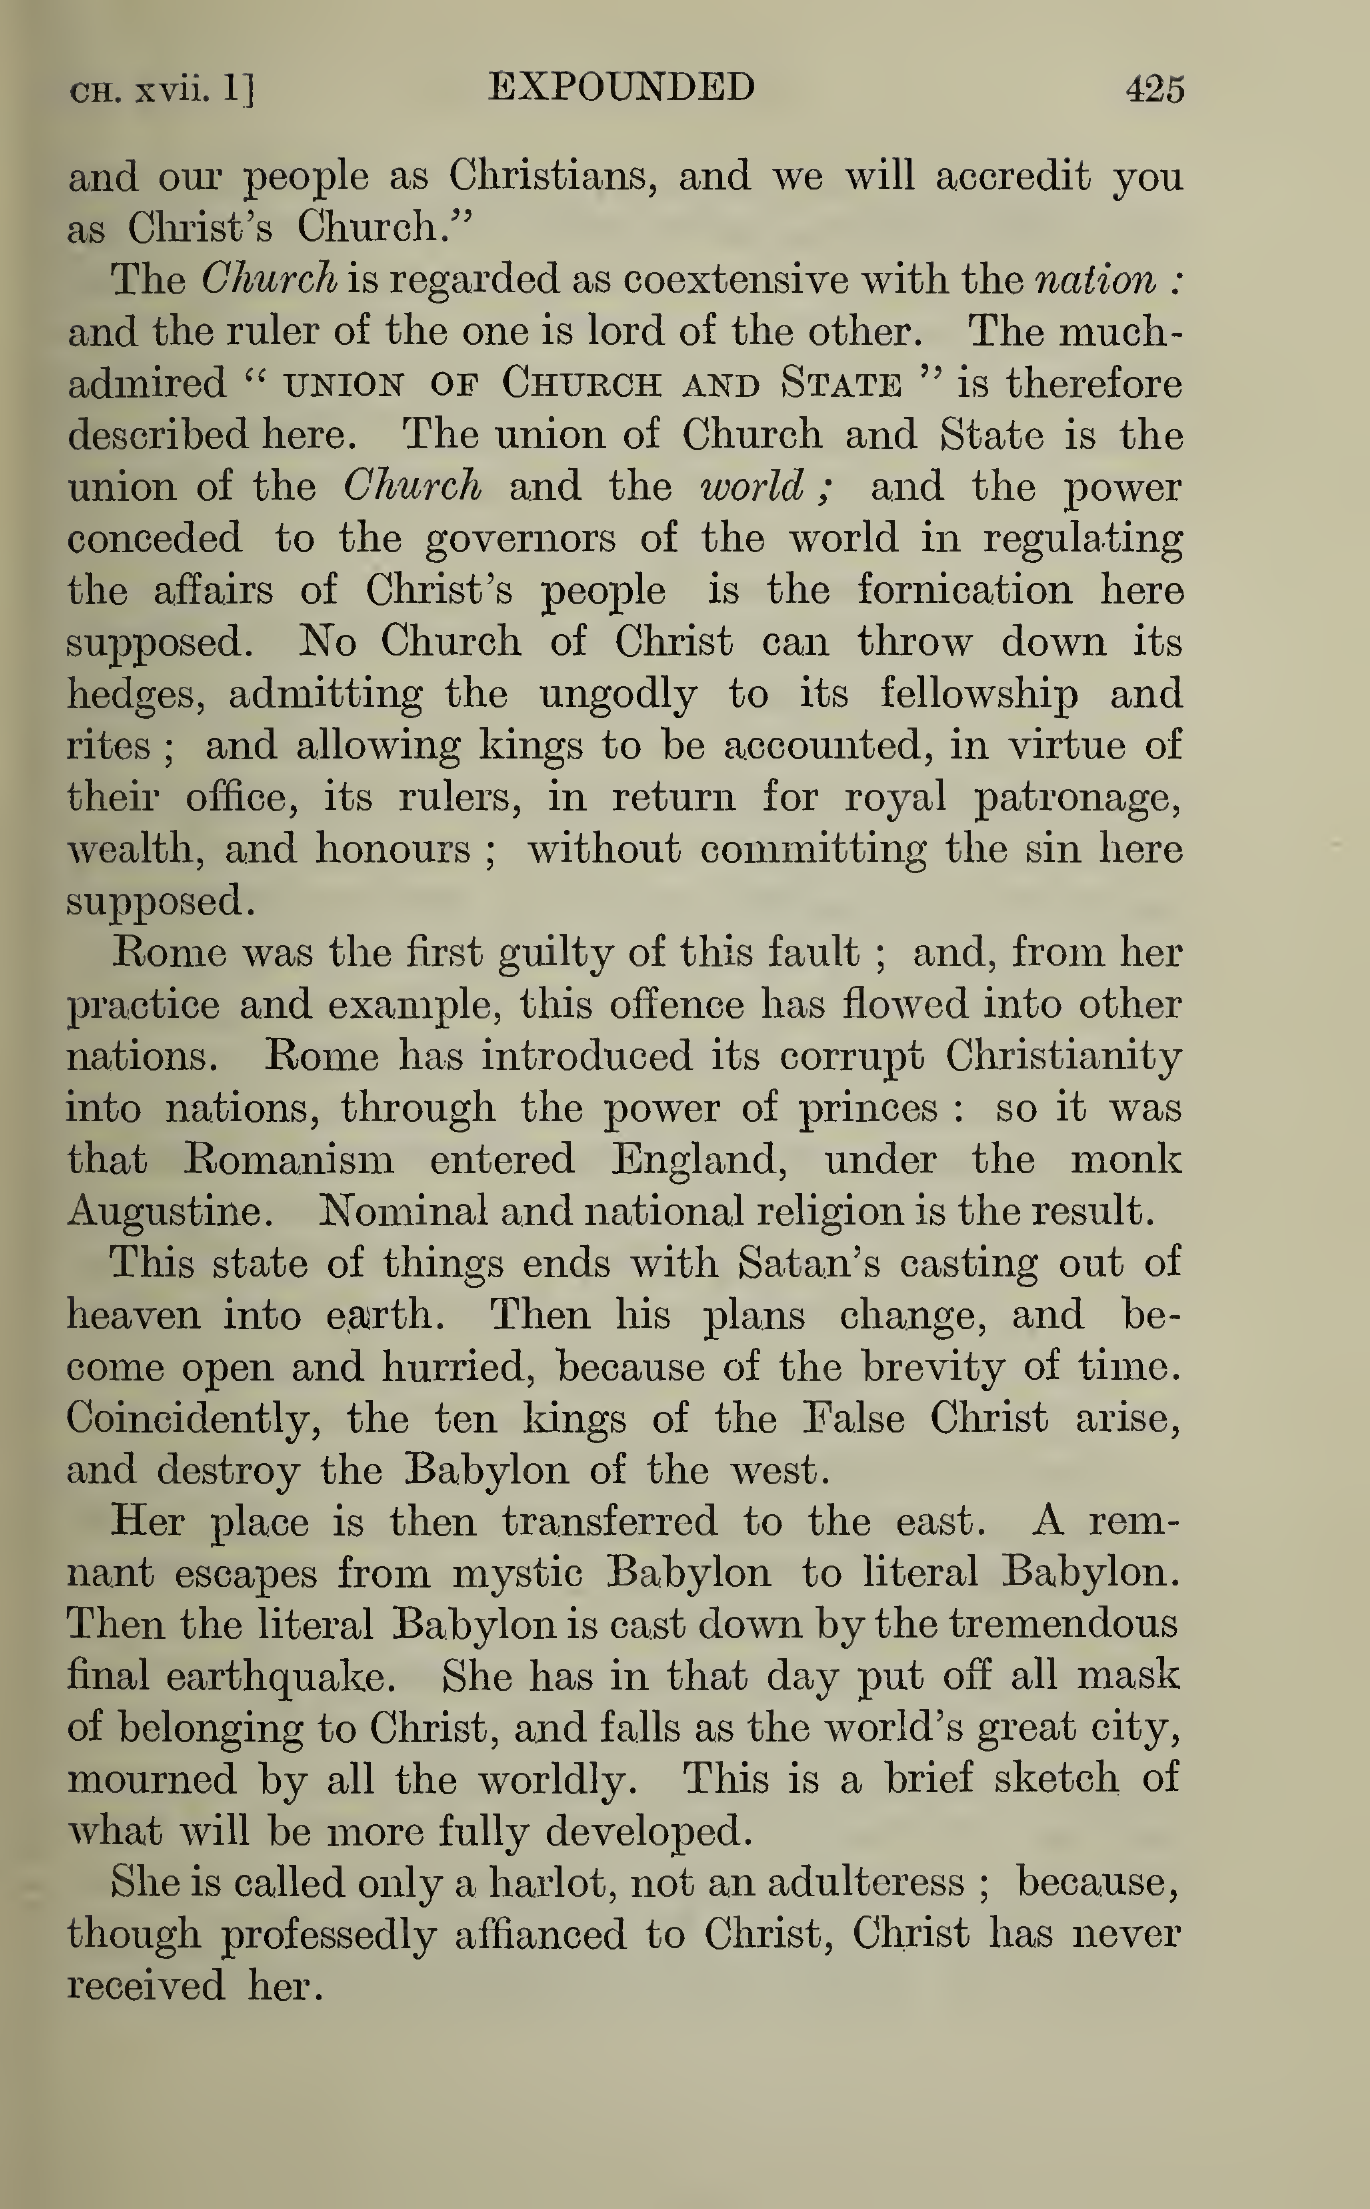 CH. xvii. 1] EXPOUNDED 425
and our people as Christians, and we will accredit you
as Christ's Church."
The Church is regarded as coextensive with the nation :
and the ruler of the one is lord of the other. The much-
admired " UNION OF CHURCH AND STATE " is therefore
described here. The union of Church and State is the
union of the Church and the world ; and the power
conceded to the governors of the world in regulating
the affairs of Christ's people is the fornication here
supposed. No Church of Christ can throw down its
hedges, admitting the ungodly to its fellowship and
rites ; and allowing kings to be accounted, in virtue of
their office, its rulers, in return for royal patronage,
wealth, and honours ; without committing the sin here
supposed.
Rome was the first guilty of this fault ; and, from her
practice and example, this offence has flowed into other
nations. Rome has introduced its corrupt Christianity
into nations, through the power of princes : so it was
that Romanism entered England, under the monk
Augustine. Nominal and national religion is the result.
This state of things ends with Satan's casting out of
heaven into earth. Then his plans change, and be-
come open and hurried, because of the brevity of time.
Coincidently, the ten kings of the False Christ arise,
and destroy the Babylon of the west.
Her place is then transferred to the east. A rem-
nant escapes from mystic Babylon to literal Babylon.
Then the literal Babylon is cast down by the tremendous
final earthquake. She has in that day put off all mask
of belonging to Christ, and falls as the world's great city,
mourned by all the worldly. This is a brief sketch of
what will be more fully developed.
She is called only a harlot, not an adulteress ; because,
though professedly affianced to Christ, Christ has never
received her.